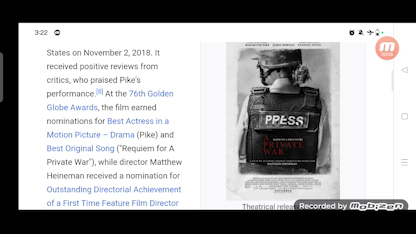 3:22
States on November 2, 2018. It
received positive reviews from
critics, who praised Pike's
performance.[8] At the 76th Golden
Globe Awards, the film earned
nominations for Best Actress in a
Motion Picture – Drama (Pike) and
Best Original Song ("Requiem for A
Private War"), while director Matthew
Heineman received a nomination for
Outstanding Directorial Achievement
of a First Time Feature Film Director
PRESS
A PRIVATE
WAR
Theatrical relea
Recorded by mobizen